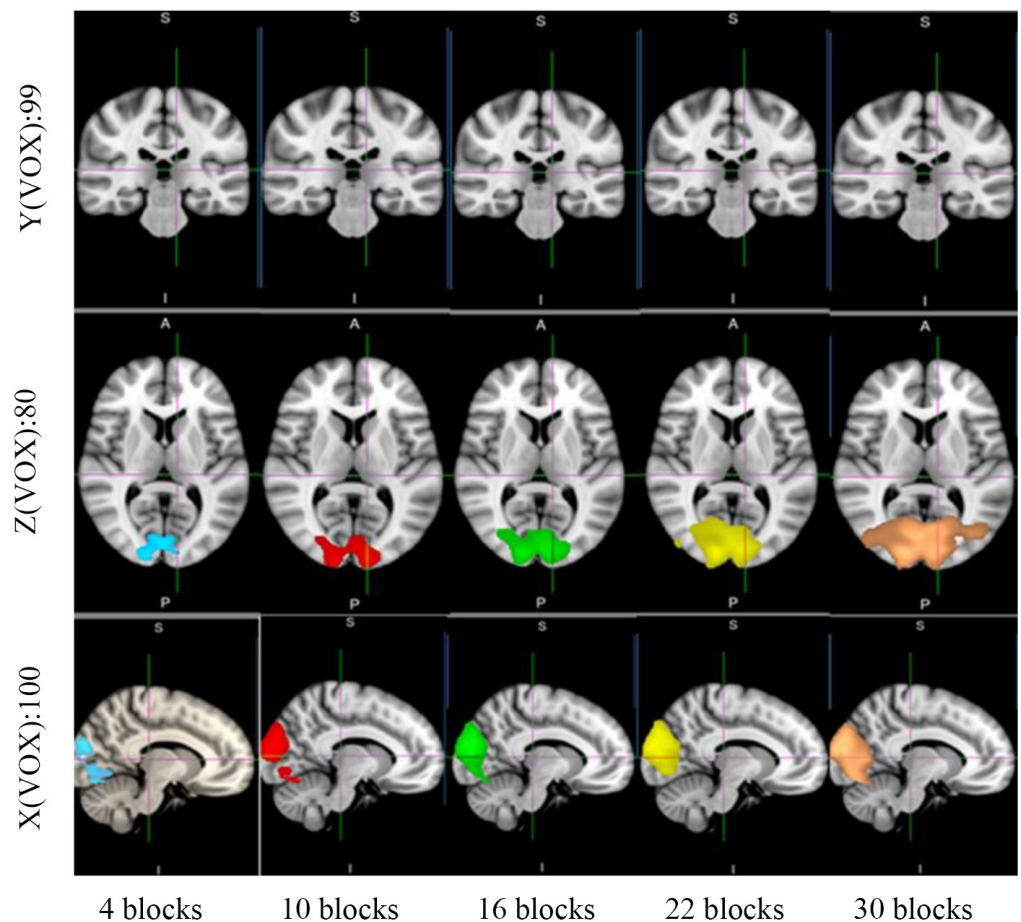 Y(VOX):99
S S S S S
I I I I I
Z(VOX):80
A A A A A
P P P P P
X(VOX):100
S S S S S
I I I I I
4 blocks 10 blocks 16 blocks 22 blocks 30 blocks